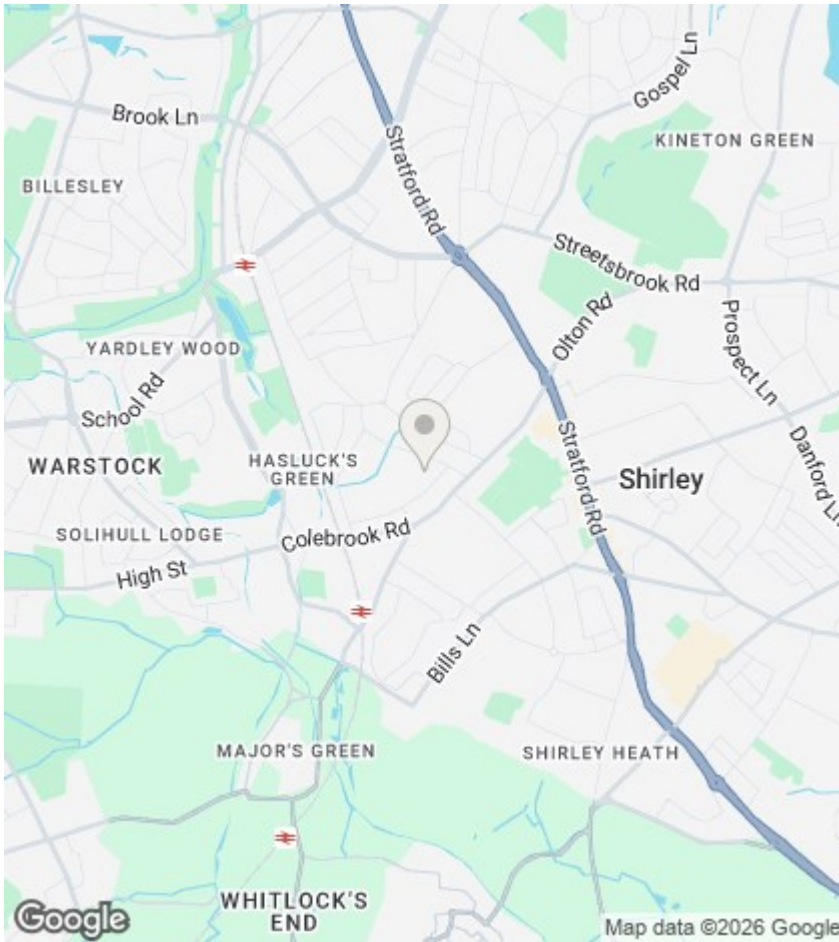 Brook Ln
Gospel Ln
KINETON GREEN
BILLESLEY
Stratford Rd
Streetsbrook Rd
Olton Rd
Prospect Ln
YARDLEY WOOD
School Rd
Danford Ln
WARSTOCK
HASLUCK'S
GREEN
Stratford Rd
Shirley
SOLIHULL LODGE
Colebrook Rd
High St
Bills Ln
MAJOR'S GREEN
SHIRLEY HEATH
WHITLOCK'S
END
Google
Map data ©2026 Google